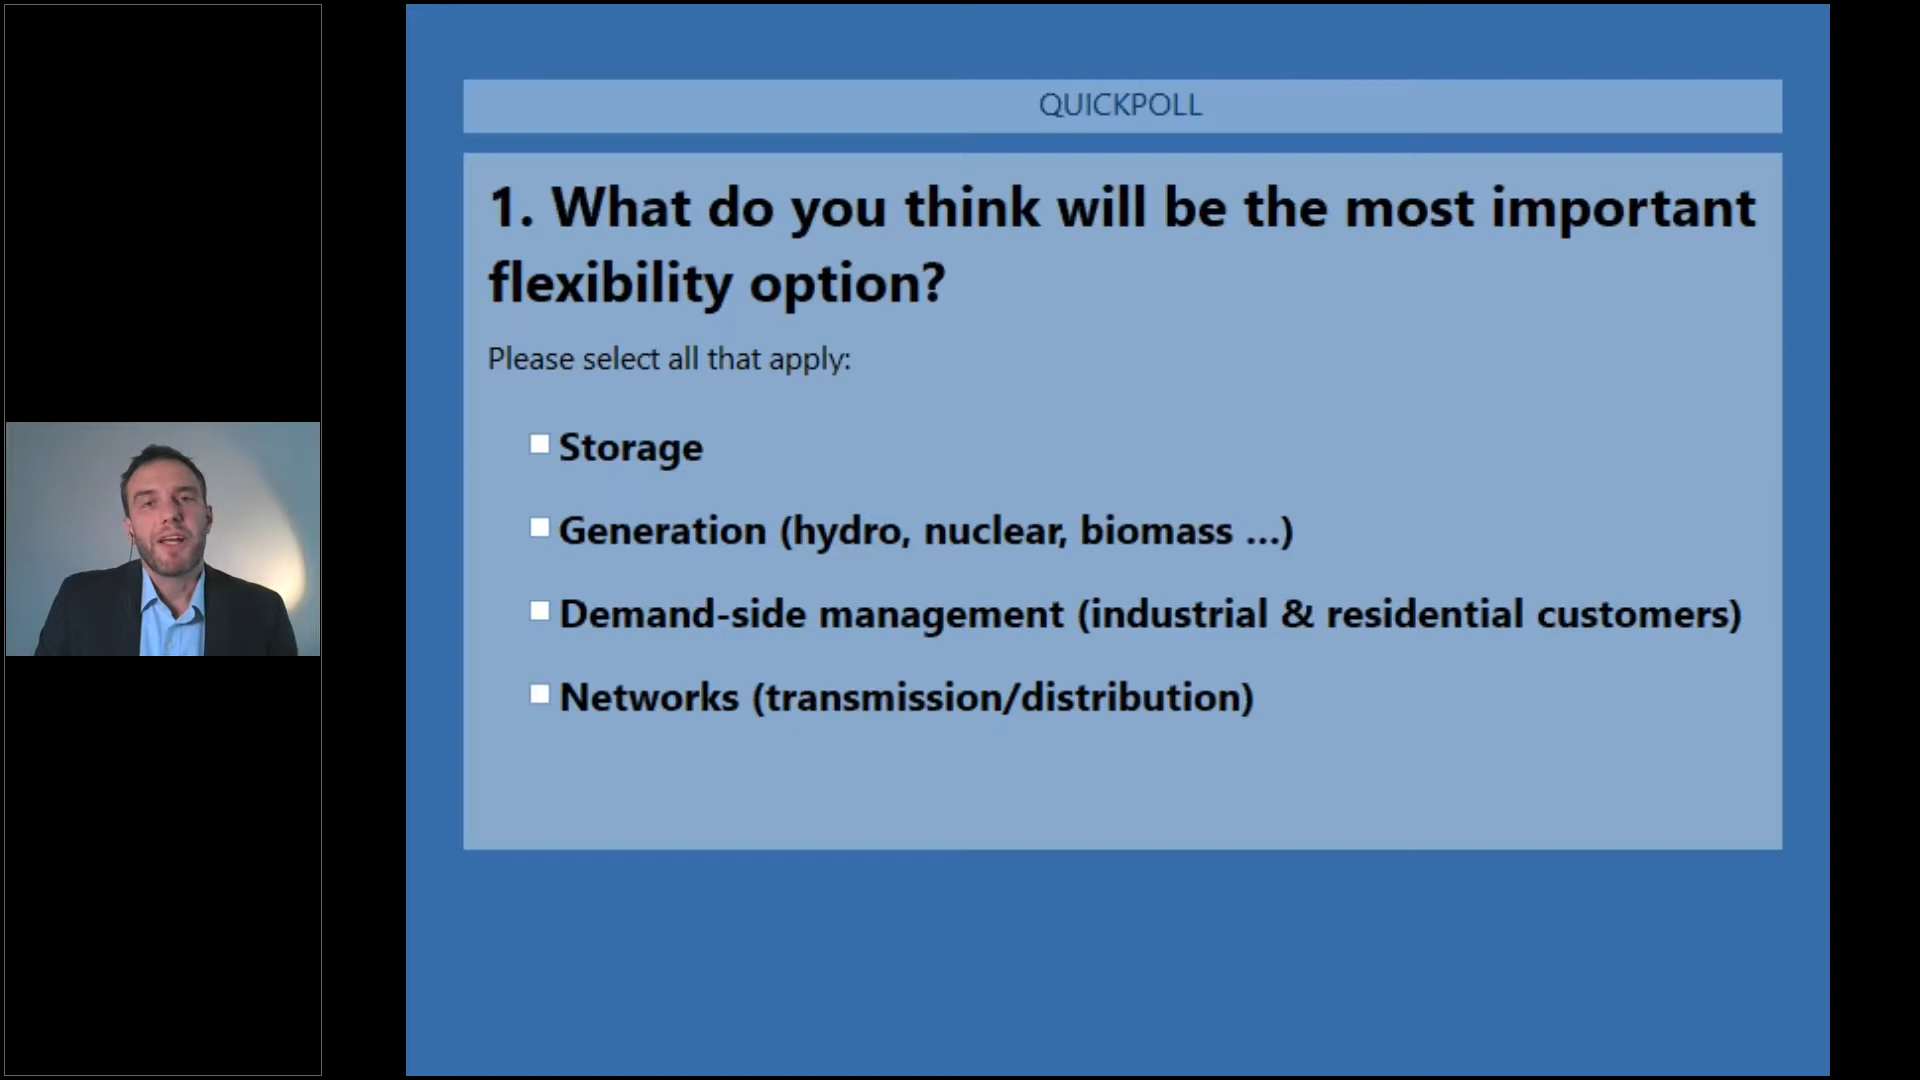 QUICKPOLL
1. What do you think will be the most important
flexibility option?
Please select all that apply:
Storage
Generation (hydro, nuclear, biomass ...)
Demand-side management (industrial & residential customers)
Networks (transmission/distribution)